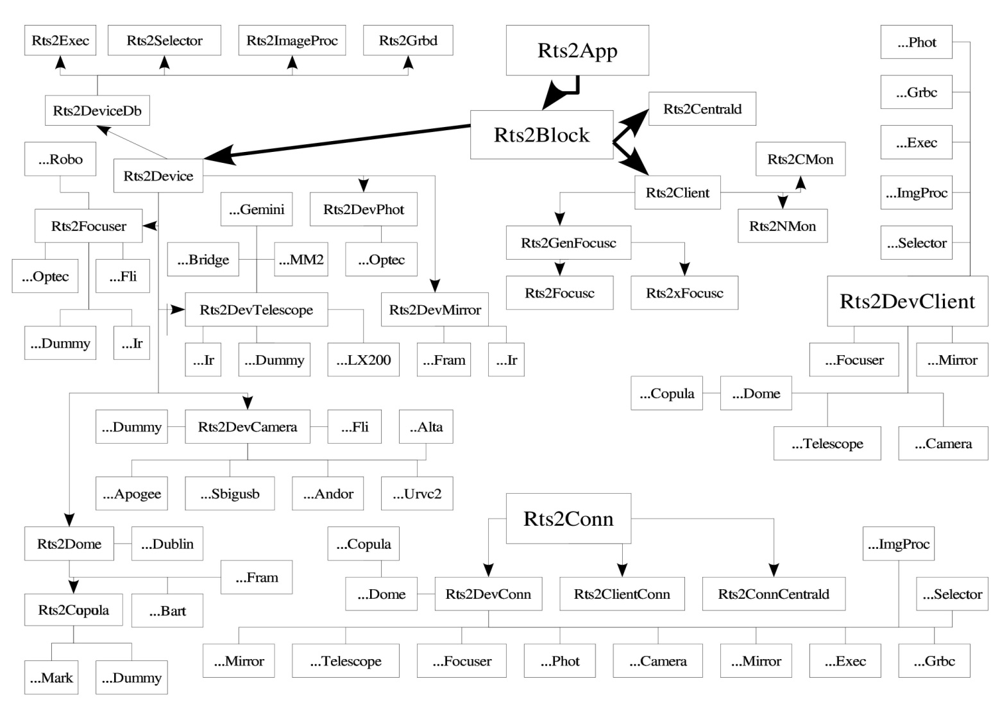 Rts2Exec
Rts2Selector
Rts2ImageProc
Rts2Grbd
Rts2App
...Phot
...Grbc
Rts2DeviceDb
Rts2Centrald
Rts2Block
...Exec
...Robo
Rts2CMon
Rts2Device
Rts2Client
...ImgProc
...Gemini
Rts2DevPhot
Rts2Focuser
Rts2NMon
Rts2GenFocusc
...Selector
...Bridge
...MM2
...Optec
...Optec
...Fli
Rts2Focusc
Rts2xFocusc
Rts2DevClient
Rts2DevTelescope
Rts2DevMirror
...Dummy
...Ir
...Ir
...Dummy
...LX200
...Fram
...Ir
...Focuser
...Mirror
...Copula
...Dome
...Dummy
Rts2DevCamera
...Fli
..Alta
...Telescope
...Camera
...Apogee
...Sbigusb
...Andor
...Urvc2
Rts2Conn
Rts2Dome
...Dublin
...Copula
...ImgProc
...Fram
...Dome
Rts2DevConn
Rts2ClientConn
Rts2ConnCentrald
...Selector
Rts2Copula
...Bart
...Mirror
...Telescope
...Focuser
...Phot
...Camera
...Mirror
...Exec
...Grbc
...Mark
...Dummy